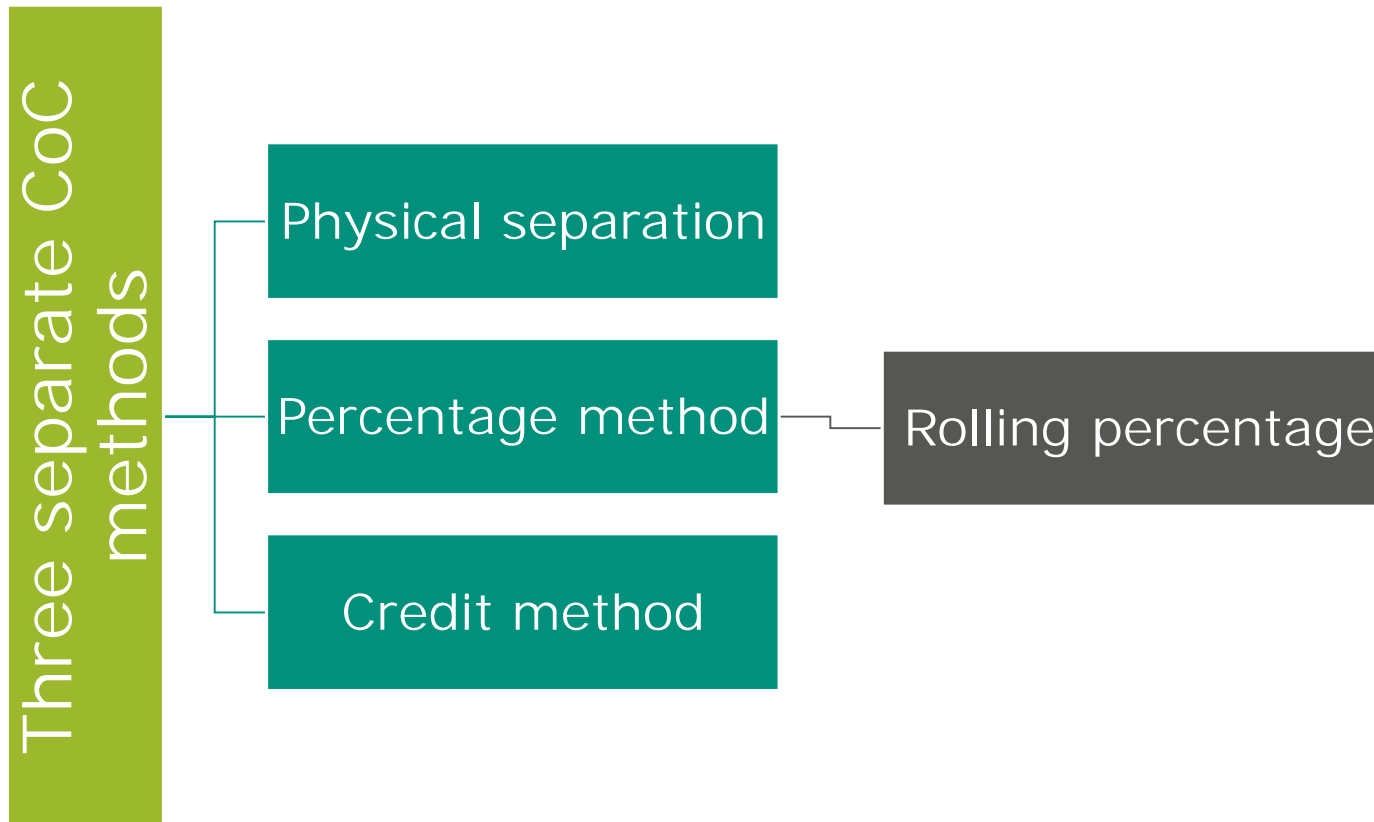 Three separate CoC
methods
Physical separation
Percentage method
Rolling percentage
Credit method